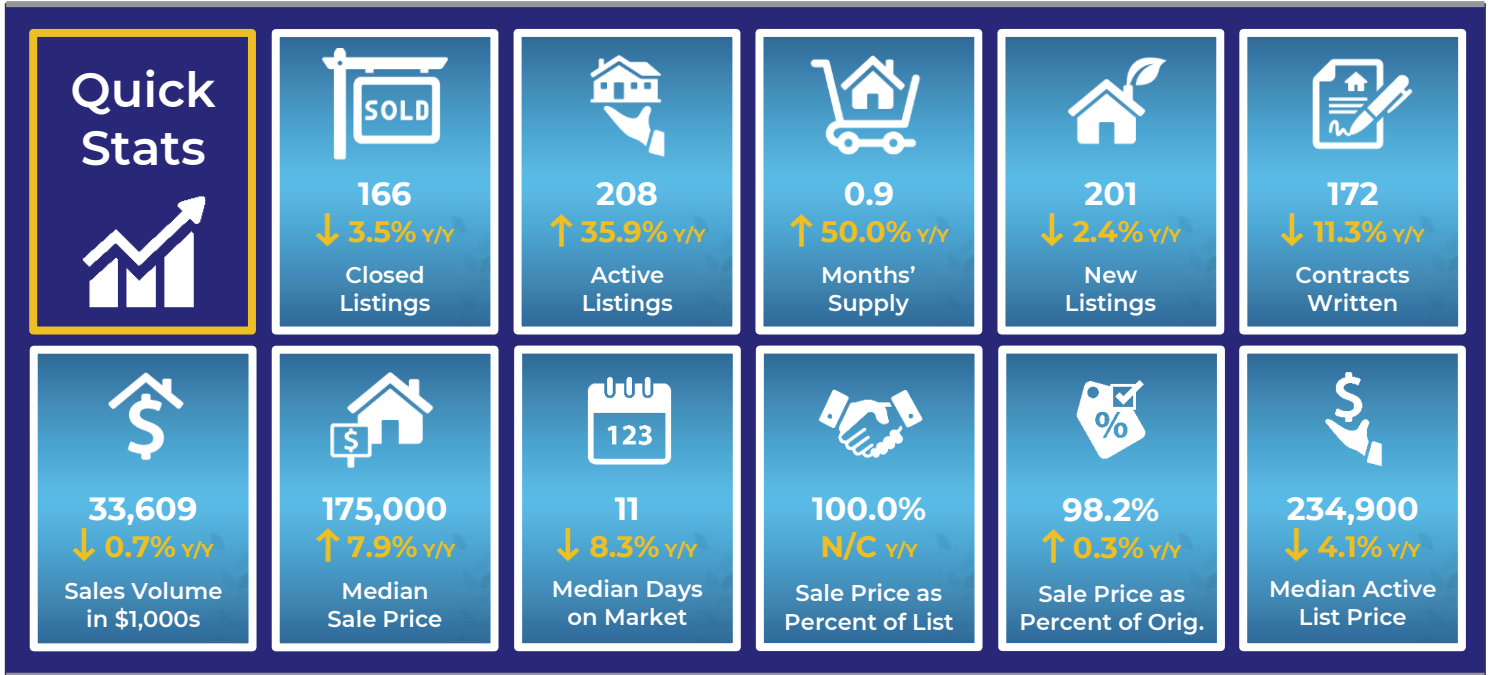 Quick
Stats
SOLD
166
↓ 3.5% Y/Y
Closed
Listings
208
↑ 35.9% Y/Y
Active
Listings
0.9
↑ 50.0% Y/Y
Months’
Supply
201
↓ 2.4% Y/Y
New
Listings
172
↓ 11.3% Y/Y
Contracts
Written
$
33,609
↓ 0.7% Y/Y
Sales Volume
in $1,000s
$
175,000
↑ 7.9% Y/Y
Median
Sale Price
123
11
↓ 8.3% Y/Y
Median Days
on Market
100.0%
N/C Y/Y
Sale Price as
Percent of List
%
98.2%
↑ 0.3% Y/Y
Sale Price as
Percent of Orig.
$
234,900
↓ 4.1% Y/Y
Median Active
List Price